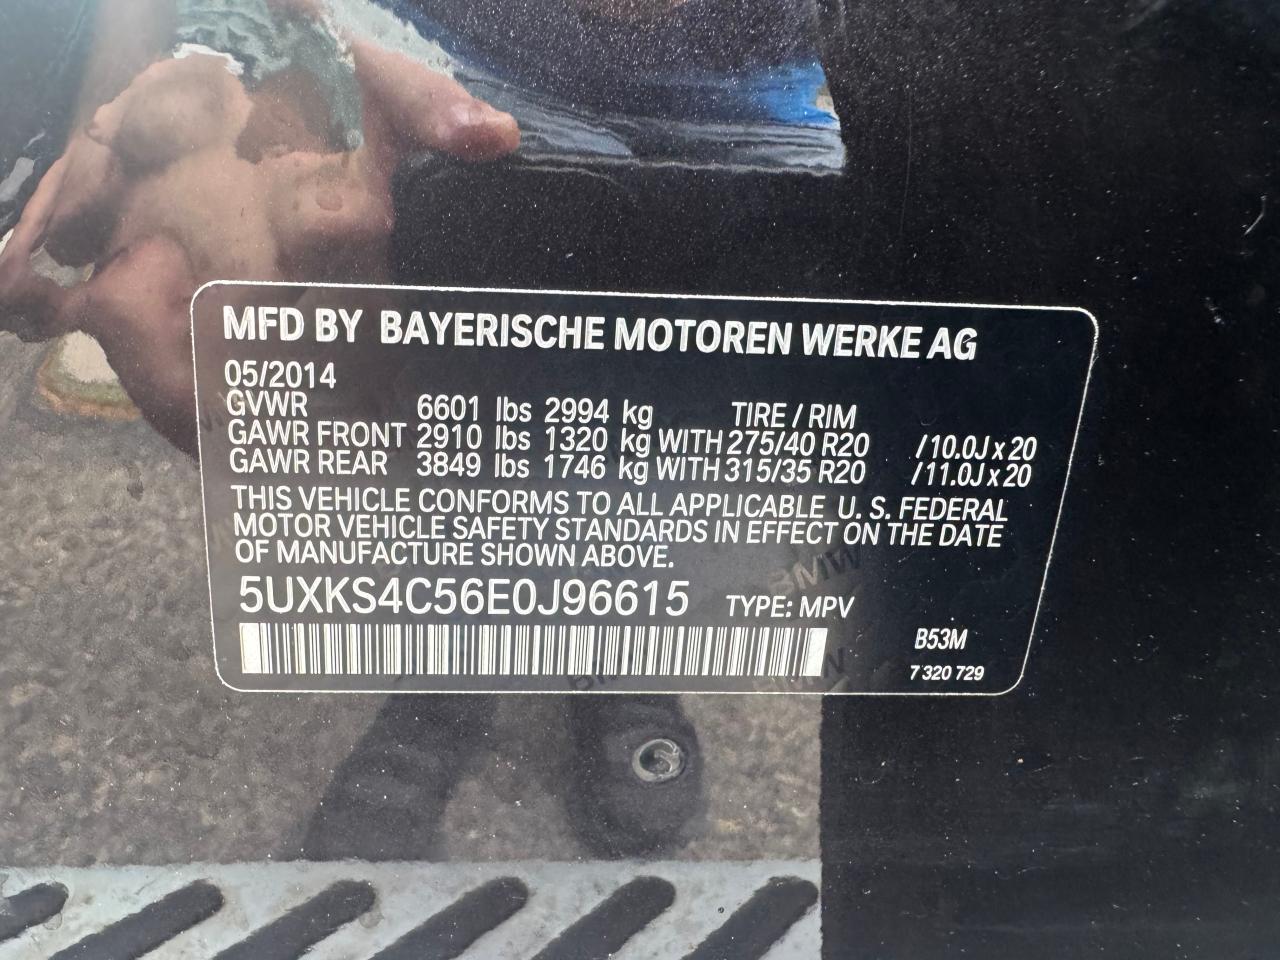 MFD BY BAYERISCHE MOTOREN WERKE AG
05/2014
GVWR 6601 lbs 2994 kg TIRE / RIM
GAWR FRONT 2910 lbs 1320 kg WITH 275/40 R20 /10.0J x 20
GAWR REAR 3849 lbs 1746 kg WITH 315/35 R20 /11.0J x 20
THIS VEHICLE CONFORMS TO ALL APPLICABLE U. S. FEDERAL
MOTOR VEHICLE SAFETY STANDARDS IN EFFECT ON THE DATE
OF MANUFACTURE SHOWN ABOVE.
5UXKS4C56E0J96615 TYPE: MPV
B53M
7 320 729
BMW